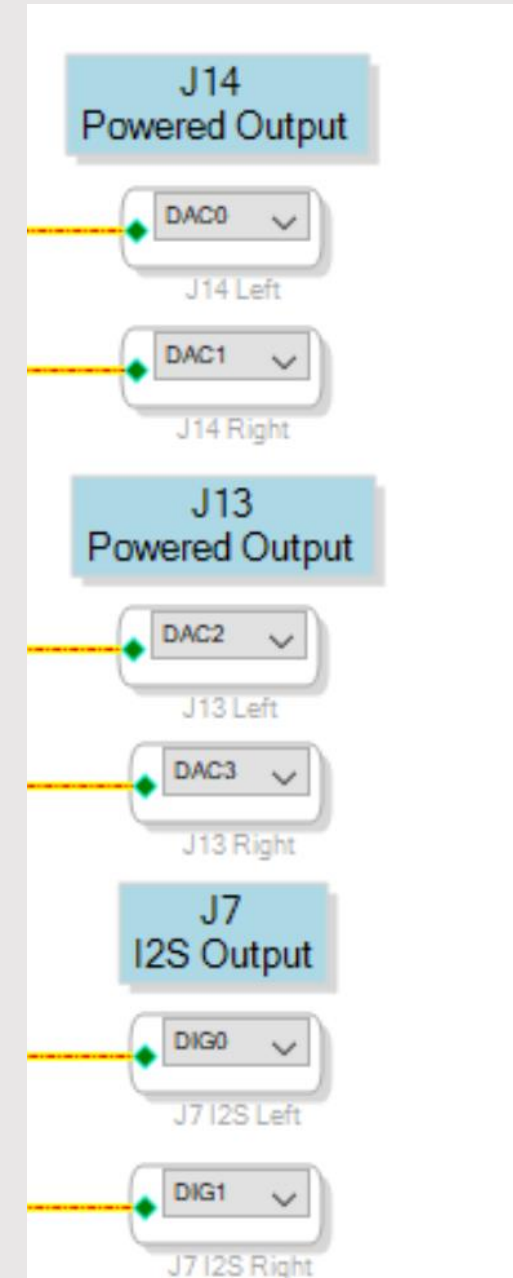 J14
Powered Output
DAC0
J14 Left
DAC1
J14 Right
J13
Powered Output
DAC2
J13 Left
DAC3
J13 Right
J7
I2S Output
DIG0
J7 I2S Left
DIG1
J7 I2S Right